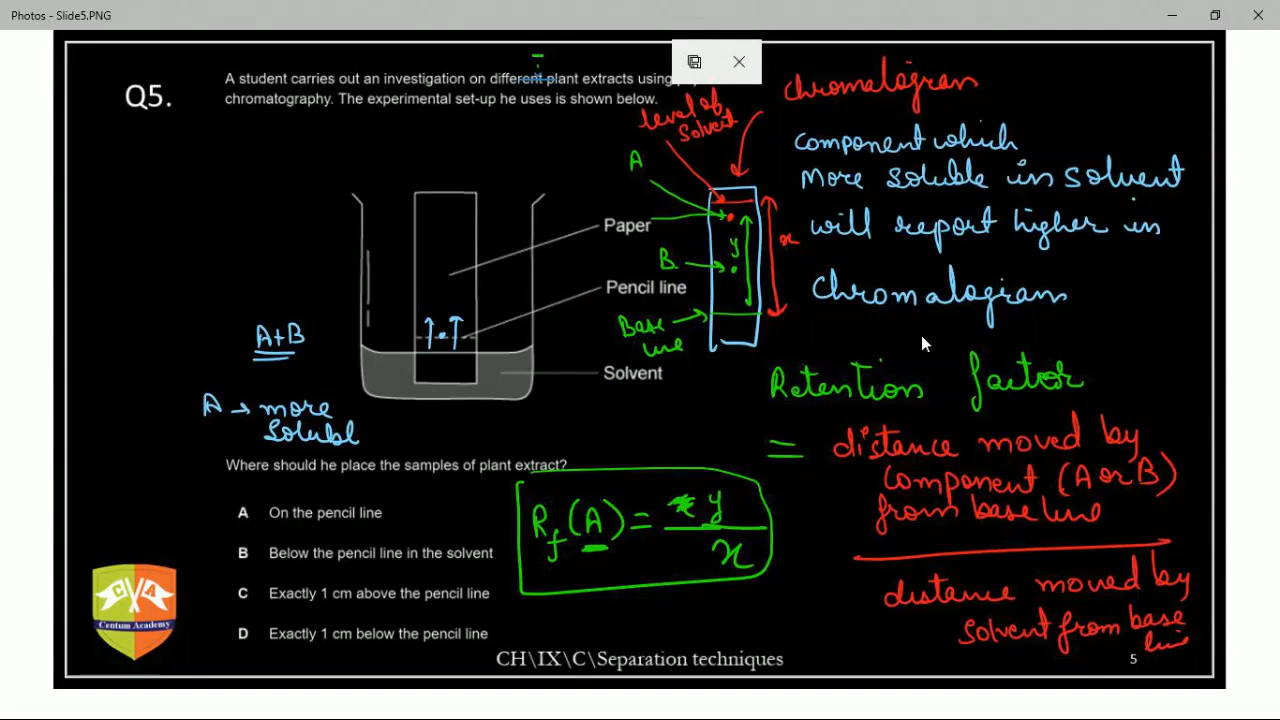 Photos - Slide5.PNG
Q5.
A student carries out an investigation on different plant extracts using
chromatography. The experimental set-up he uses is shown below.
Paper
Pencil line
Solvent
A+B
A → more
Solubl
level of
Solvent
A
B
y
x
Base
line
Chromatogram
Component which
More soluble in solvent
will report higher in
Chromatogram
Retention factor
= distance moved by
Component (A or B)
from base line
distance moved by
Solvent from base
line
Where should he place the samples of plant extract?
A On the pencil line
B Below the pencil line in the solvent
C Exactly 1 cm above the pencil line
D Exactly 1 cm below the pencil line
Rf (A) = y
x
C A
Centum Academy
CH\IX\C\Separation techniques
5